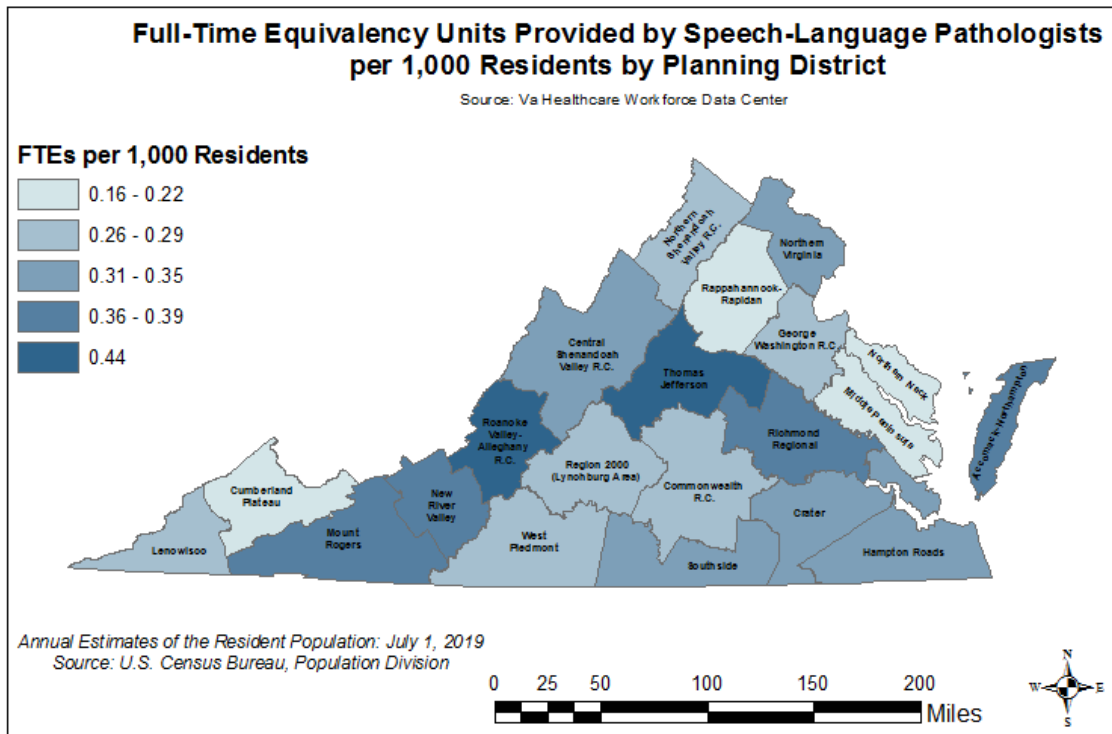 Full-Time Equivalency Units Provided by Speech-Language Pathologists
per 1,000 Residents by Planning District
Source: Va Healthcare Workforce Data Center
FTEs per 1,000 Residents
0.16 - 0.22
0.26 - 0.29
0.31 - 0.35
0.36 - 0.39
0.44
Northern
Shenandoah
Valley R.C.
Northern
Virginia
Rappahannock-
Rapidan
George
Washington R.C.
Central
Shenandoah
Valley R.C.
Thomas
Jefferson
Northern Neck
Middle Peninsula
Accomack-Northampton
Roanoke
Valley-
Alleghany
R.C.
Richmond
Regional
Region 2000
(Lynchburg Area)
Commonwealth
R.C.
Cumberland
Plateau
New
River
Valley
Crater
Mount
Rogers
West
Piedmont
Lenowisco
Southside
Hampton Roads
Annual Estimates of the Resident Population: July 1, 2019
Source: U.S. Census Bureau, Population Division
0 25 50 100 150 200
Miles
N
W E
S